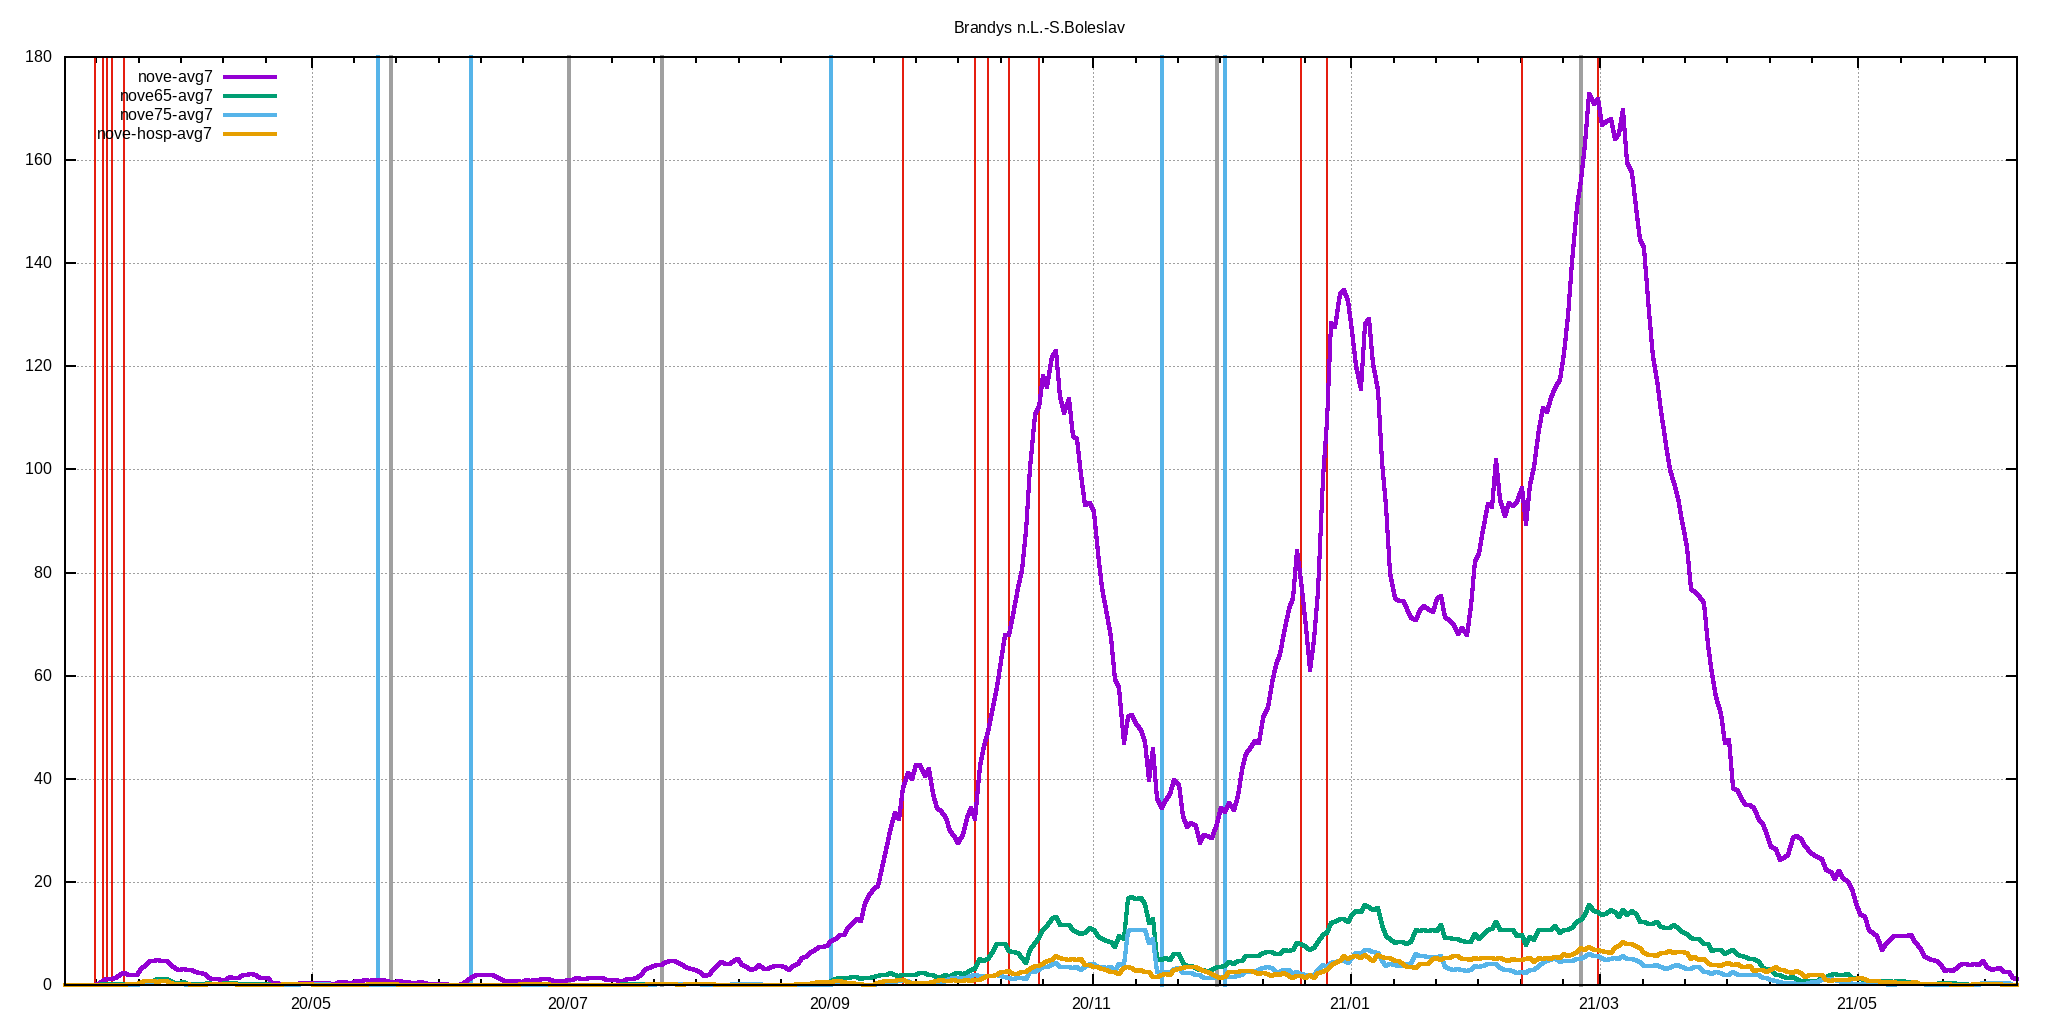 Brandys n.L.-S.Boleslav
180
nove-avg7
nove65-avg7
nove75-avg7
nove-hosp-avg7
160
140
120
100
80
60
40
20
0
20/05 20/07 20/09 20/11 21/01 21/03 21/05